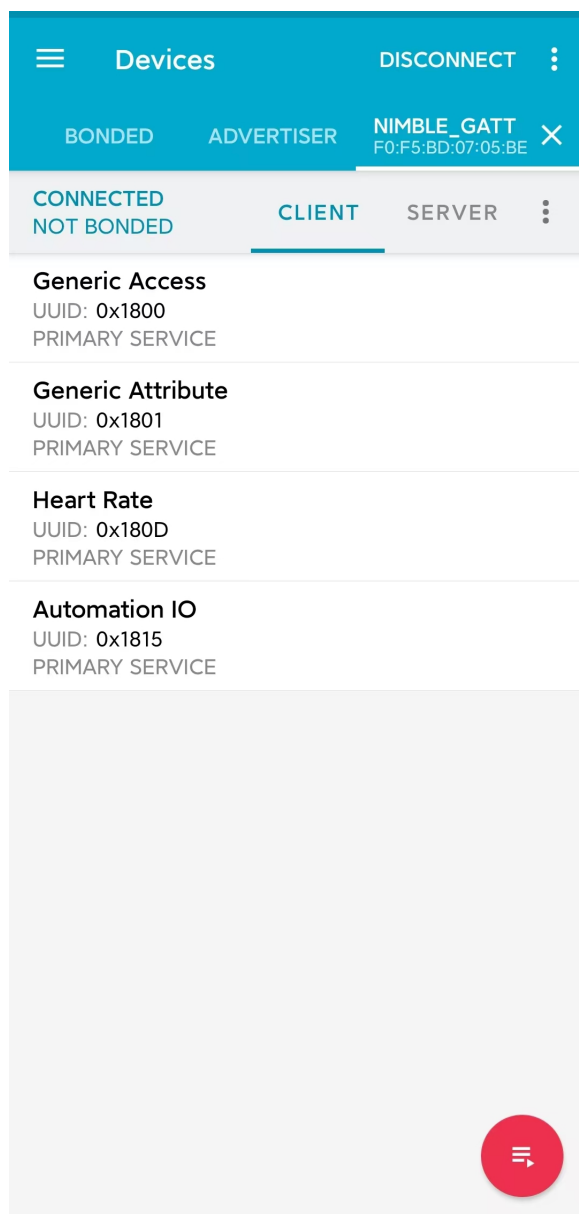 Devices
DISCONNECT
BONDED
ADVERTISER
NIMBLE_GATT
F0:F5:BD:07:05:BE
CONNECTED
NOT BONDED
CLIENT
SERVER
Generic Access
UUID: 0x1800
PRIMARY SERVICE
Generic Attribute
UUID: 0x1801
PRIMARY SERVICE
Heart Rate
UUID: 0x180D
PRIMARY SERVICE
Automation IO
UUID: 0x1815
PRIMARY SERVICE